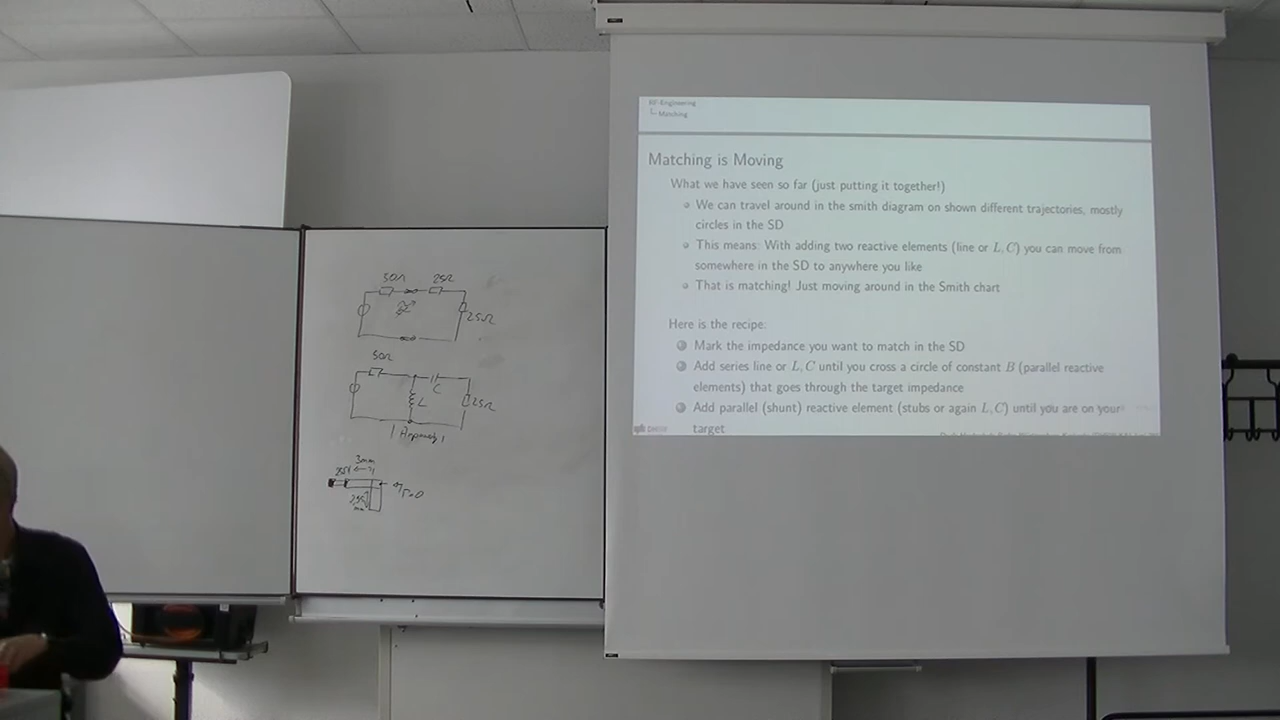 50Ω 25Ω
25Ω
50Ω
C
L 25Ω
3mm
RF-Engineering
Matching
Matching is Moving
What we have seen so far (just putting it together!)
We can travel around in the smith diagram on shown different trajectories, mostly
circles in the SD
This means: With adding two reactive elements (line or L, C) you can move from
somewhere in the SD to anywhere you like
That is matching! Just moving around in the Smith chart
Here is the recipe:
Mark the impedance you want to match in the SD
Add series line or L, C until you cross a circle of constant B (parallel reactive
elements) that goes through the target impedance
Add parallel (shunt) reactive element (stubs or again L, C) until you are on your
target